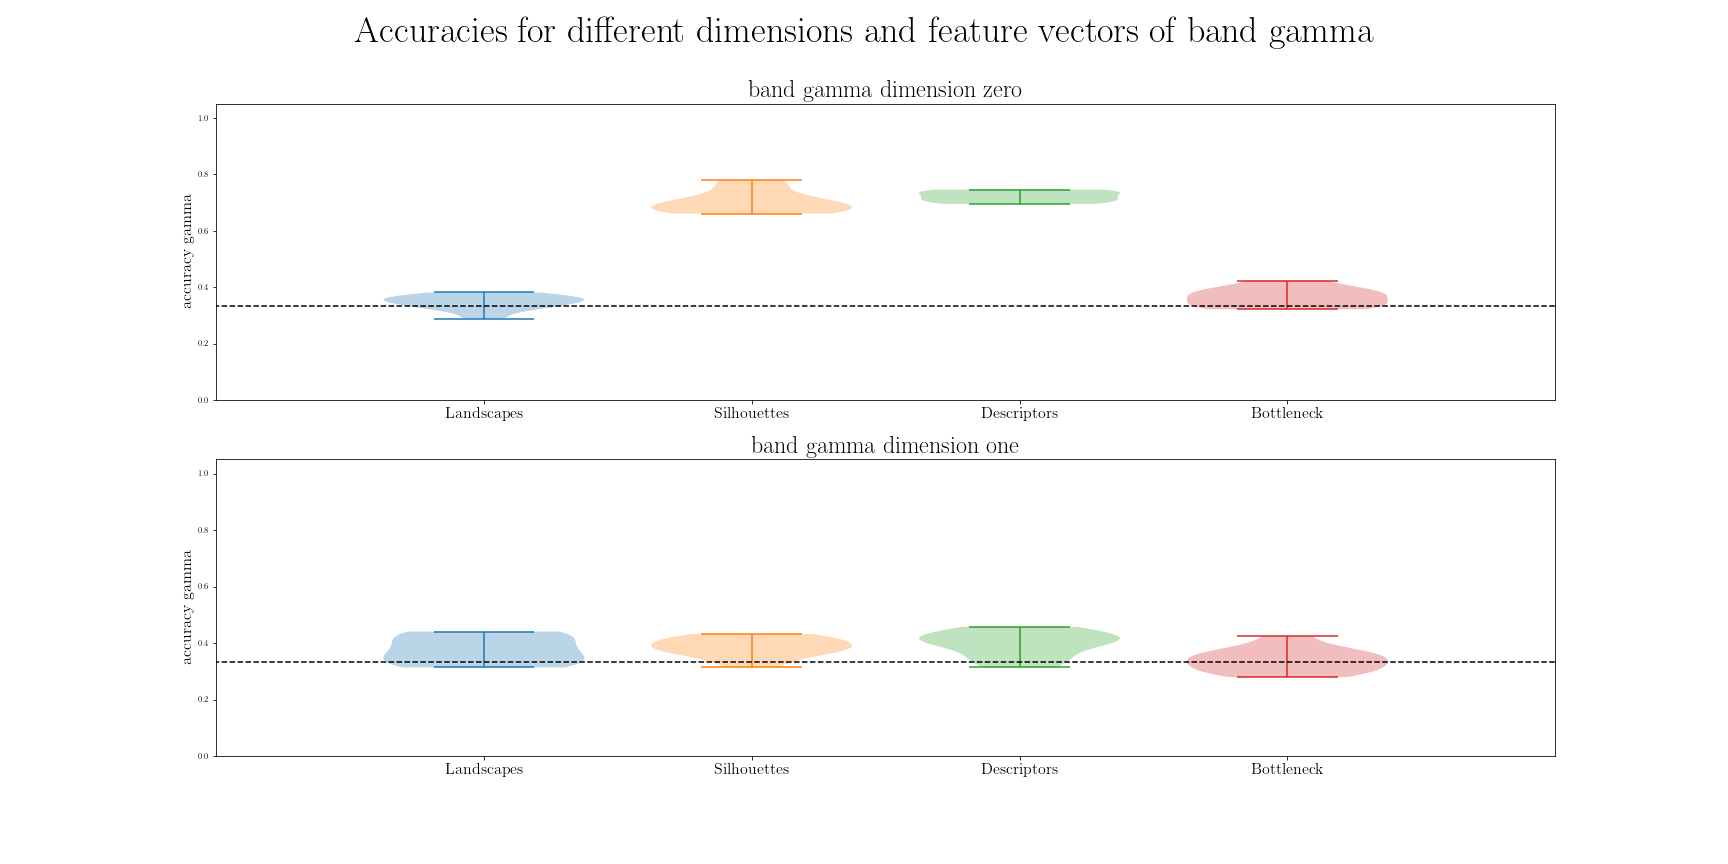 Accuracies for different dimensions and feature vectors of band gamma
band gamma dimension zero
accuracy gamma
1.0
0.8
0.6
0.4
0.2
0.0
Landscapes Silhouettes Descriptors Bottleneck
band gamma dimension one
accuracy gamma
1.0
0.8
0.6
0.4
0.2
0.0
Landscapes Silhouettes Descriptors Bottleneck